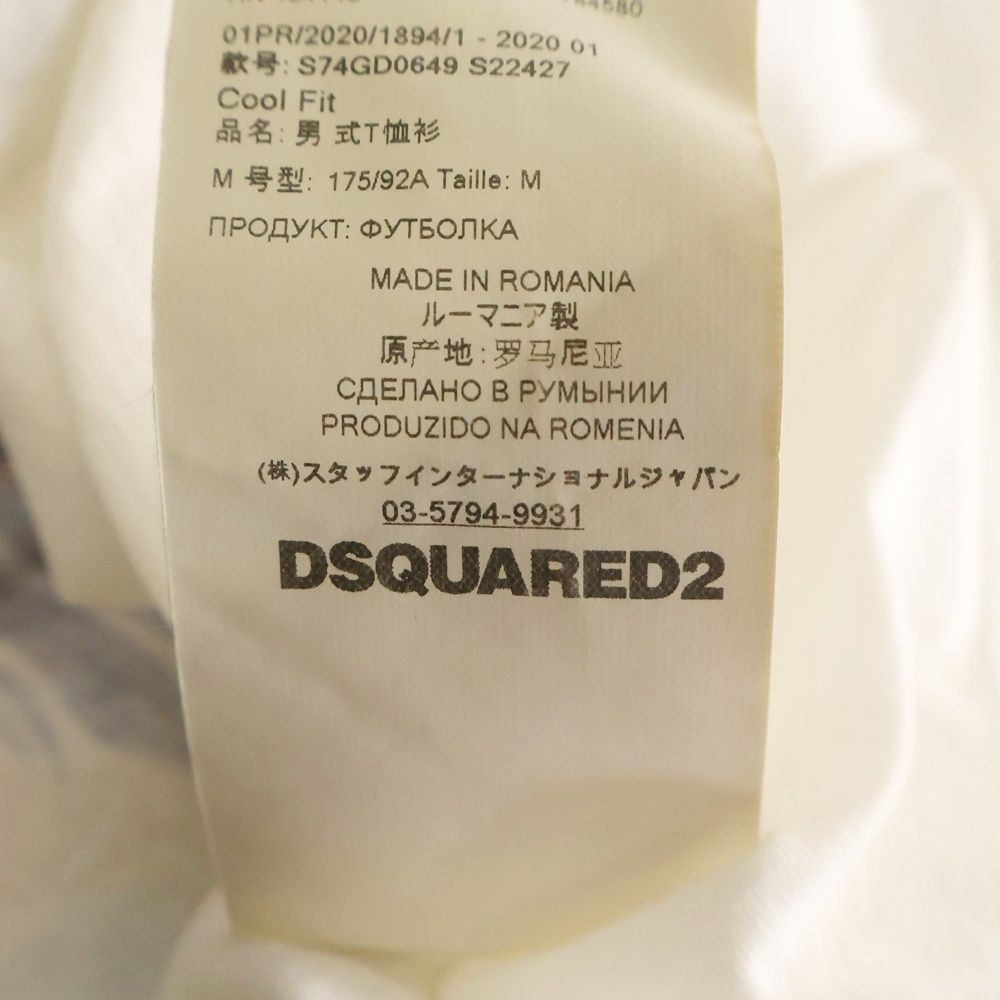 01PR/2020/1894/1 - 2020 01
款号: S74GD0649 S22427
Cool Fit
品名: 男 式T恤衫
M 号型: 175/92A Taille: M
ПРОДУКТ: ФУТБОЛКА
MADE IN ROMANIA
ルーマニア製
原产地: 罗马尼亚
СДЕЛАНО В РУМЫНИИ
PRODUZIDO NA ROMENIA
(株)スタッフインターナショナルジャパン
03-5794-9931
DSQUARED2